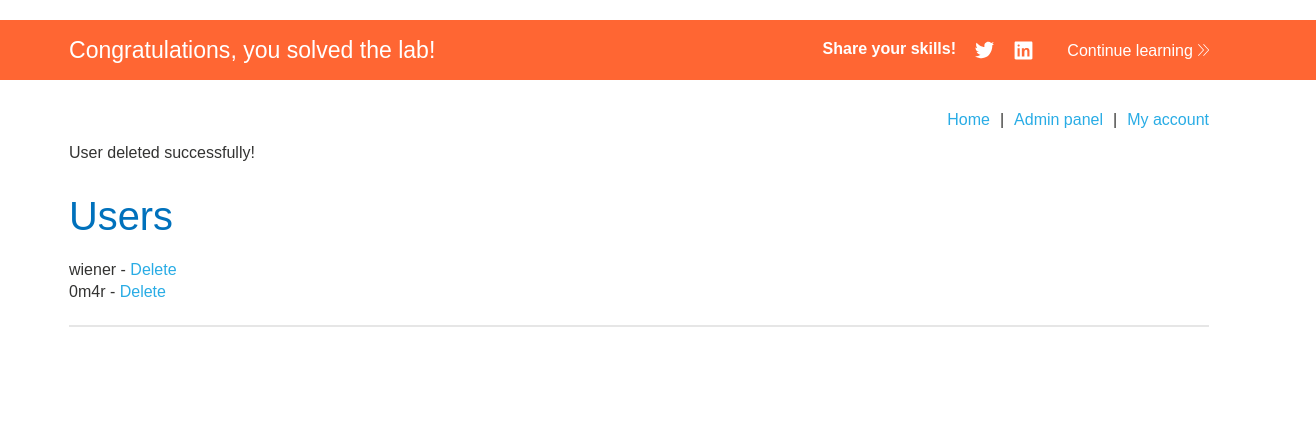 Congratulations, you solved the lab!
Share your skills! Continue learning
Home | Admin panel | My account
User deleted successfully!
Users
wiener - Delete
0m4r - Delete